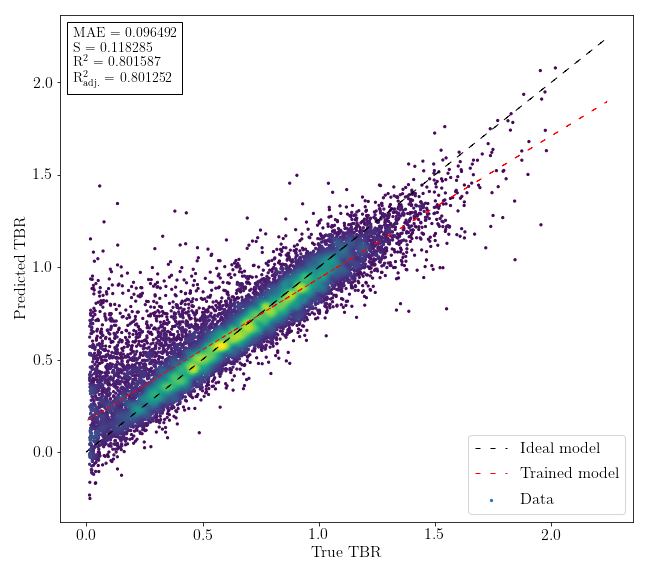 MAE = 0.096492
S = 0.118285
R² = 0.801587
R²adj. = 0.801252
2.0
1.5
1.0
0.5
0.0
Predicted TBR
Ideal model
Trained model
Data
0.0 0.5 1.0 1.5 2.0
True TBR